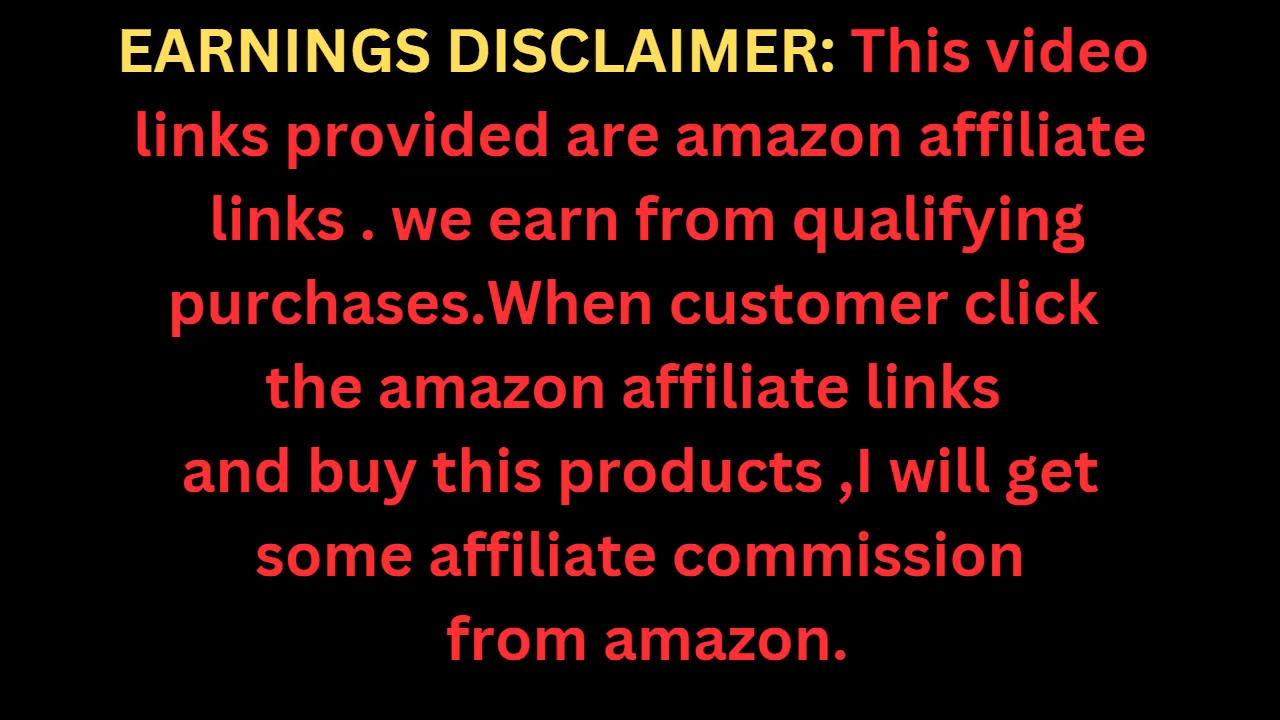 EARNINGS DISCLAIMER: This video
links provided are amazon affiliate
links . we earn from qualifying
purchases.When customer click
the amazon affiliate links
and buy this products ,I will get
some affiliate commission
from amazon.